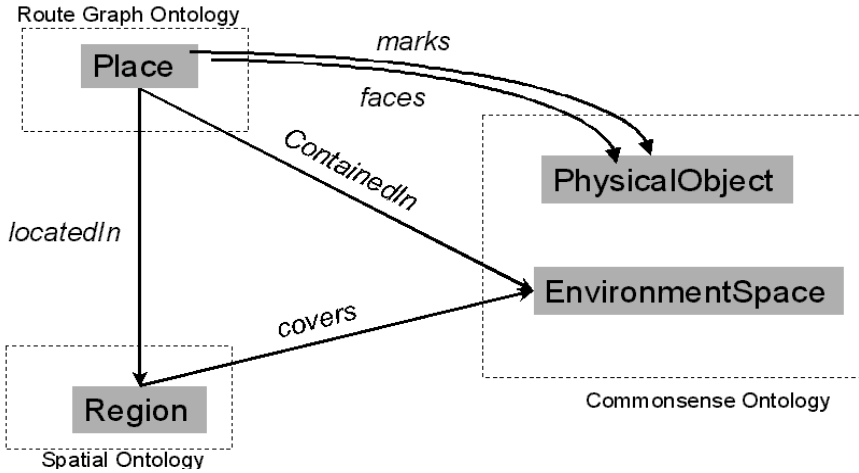 Route Graph Ontology
Place
marks
faces
ContainedIn
PhysicalObject
locatedIn
EnvironmentSpace
covers
Region
Commonsense Ontology
Spatial Ontology